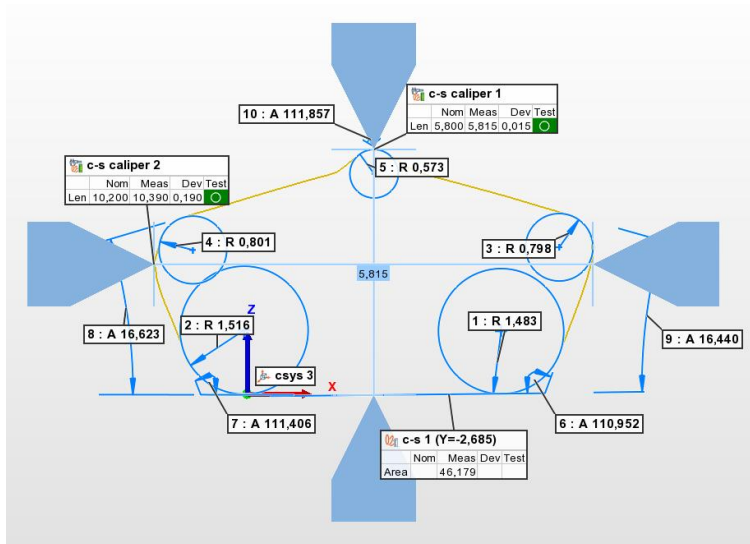 10 : A 111,857
c-s caliper 1
Nom Meas Dev Test
Len 5,800 5,815 0,015
c-s caliper 2
Nom Meas Dev Test
Len 10,200 10,390 0,190
5 : R 0,573
4 : R 0,801
3 : R 0,798
5,815
8 : A 16,623
2 : R 1,516
Z
1 : R 1,483
9 : A 16,440
csys 3
X
7 : A 111,406
6 : A 110,952
c-s 1 (Y=-2,685)
Nom Meas Dev Test
Area 46,179